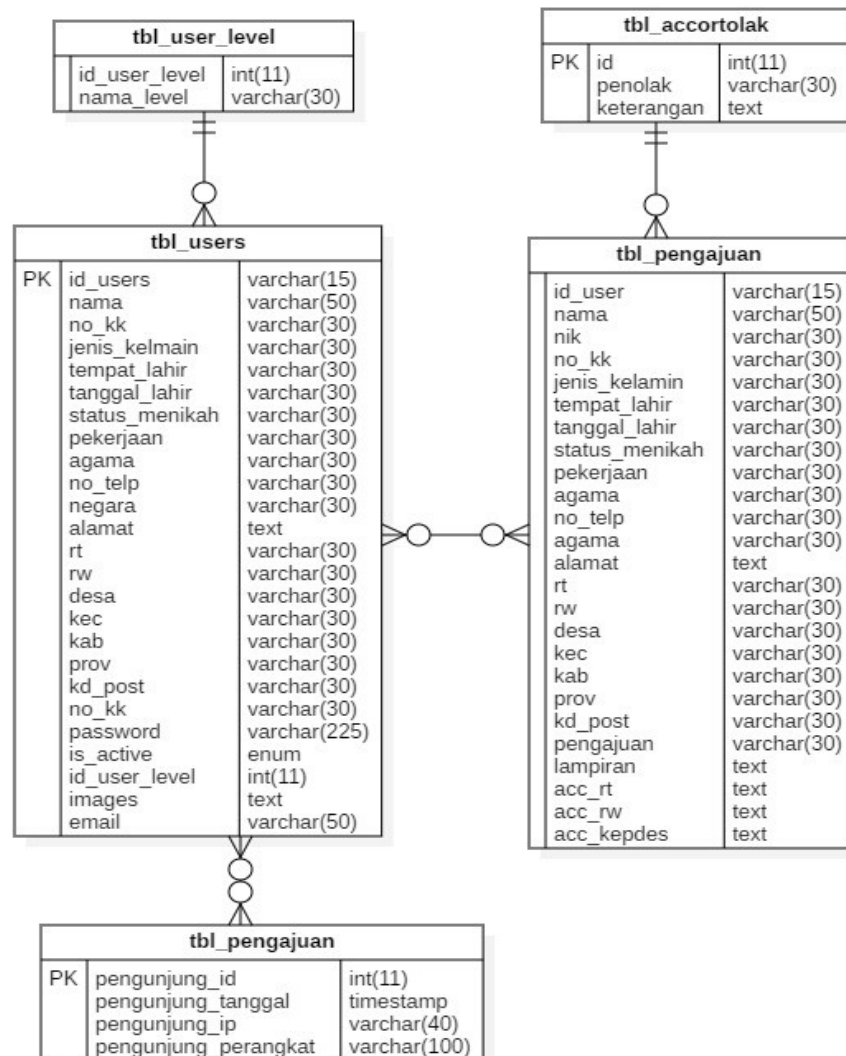 tbl_user_level
id_user_level int(11)
nama_level varchar(30)
tbl_accortolak
PK id int(11)
penolak varchar(30)
keterangan text
tbl_users
PK id_users varchar(15)
nama varchar(50)
no_kk varchar(30)
jenis_kelmain varchar(30)
tempat_lahir varchar(30)
tanggal_lahir varchar(30)
status_menikah varchar(30)
pekerjaan varchar(30)
agama varchar(30)
no_telp varchar(30)
negara varchar(30)
alamat text
rt varchar(30)
rw varchar(30)
desa varchar(30)
kec varchar(30)
kab varchar(30)
prov varchar(30)
kd_post varchar(30)
no_kk varchar(30)
password varchar(225)
is_active enum
id_user_level int(11)
images text
email varchar(50)
tbl_pengajuan
id_user varchar(15)
nama varchar(50)
nik varchar(30)
no_kk varchar(30)
jenis_kelamin varchar(30)
tempat_lahir varchar(30)
tanggal_lahir varchar(30)
status_menikah varchar(30)
pekerjaan varchar(30)
agama varchar(30)
no_telp varchar(30)
agama varchar(30)
alamat text
rt varchar(30)
rw varchar(30)
desa varchar(30)
kec varchar(30)
kab varchar(30)
prov varchar(30)
kd_post varchar(30)
pengajuan varchar(30)
lampiran text
acc_rt text
acc_rw text
acc_kepdes text
tbl_pengajuan
PK pengunjung_id int(11)
pengunjung_tanggal timestamp
pengunjung_ip varchar(40)
pengunjung_perangkat varchar(100)